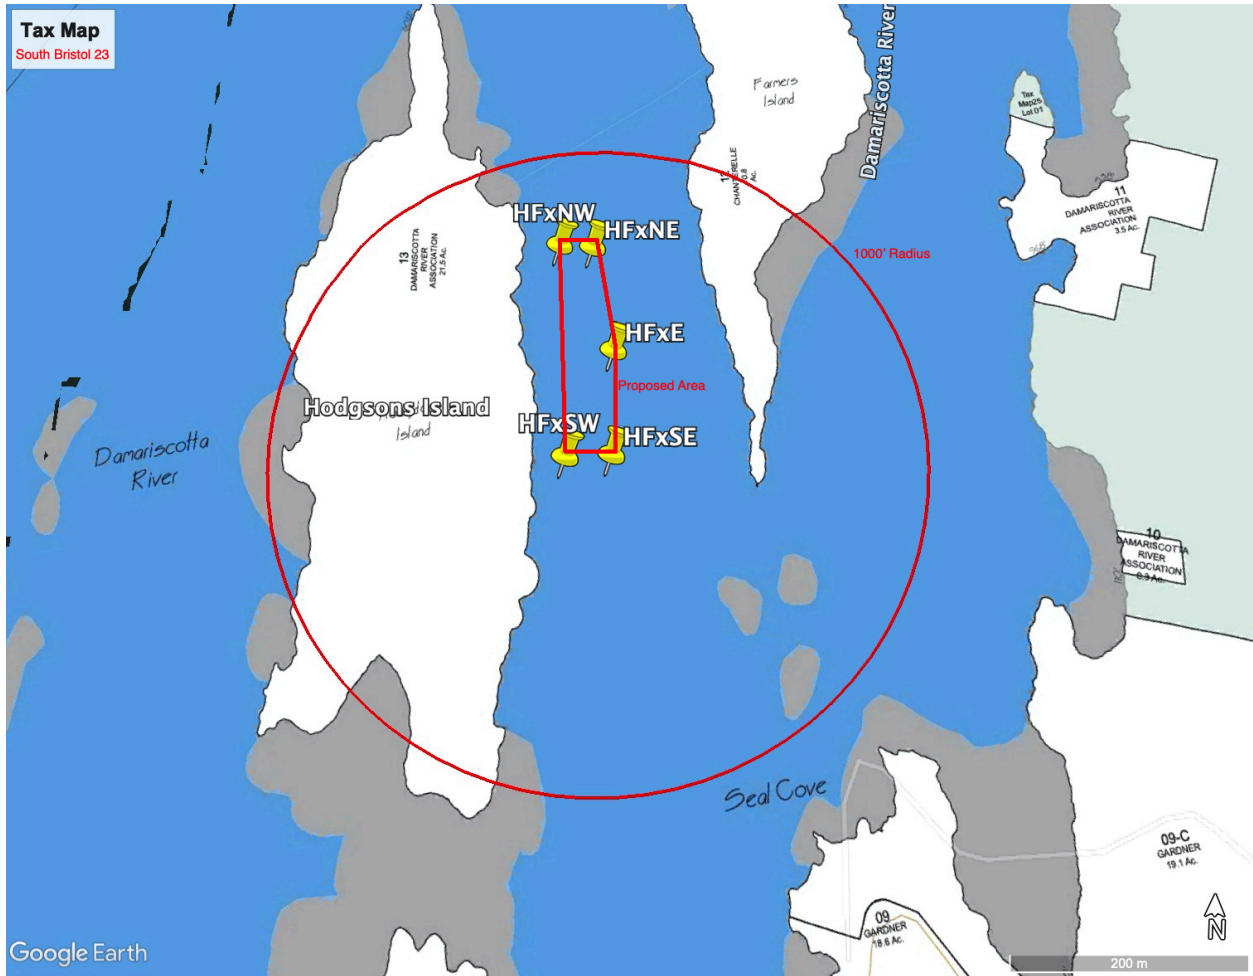 Tax Map
South Bristol 23
Damariscotta River
Farmers
Island
Tax
Map25
Lot 01
12
CHANTERELLE
0.8
Ac.
11
DAMARISCOTTA
RIVER
ASSOCIATION
3.5 Ac.
HFxNW
HFxNE
13
DAMARISCOTTA
RIVER
ASSOCIATION
21.5 Ac.
1000' Radius
HFxE
Proposed Area
Hodgsons Island
Island
HFxSW
HFxSE
Damariscotta
River
10
DAMARISCOTTA
RIVER
ASSOCIATION
0.3 Ac.
Seal Cove
09-C
GARDNER
19.1 Ac.
09
GARDNER
18.6 Ac.
N
Google Earth
200 m